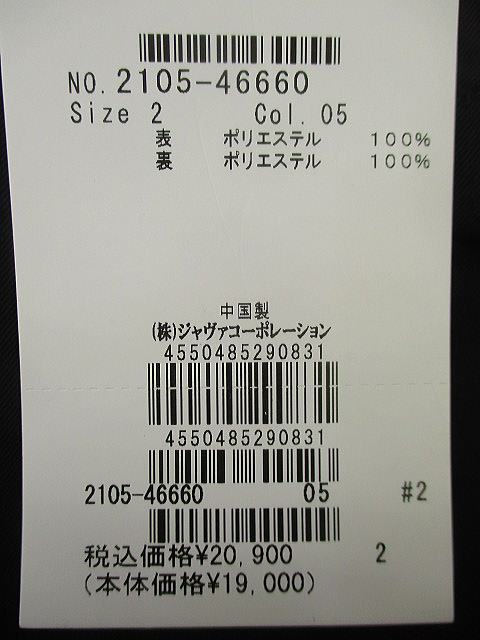 NO. 2105-46660
Size 2 Col. 05
表 ポリエステル 100%
裏 ポリエステル 100%
中国製
(株)ジャヴァコーポレーション
4550485290831
4550485290831
2105-46660 05 #2
税込価格¥20,900 2
(本体価格¥19,000)